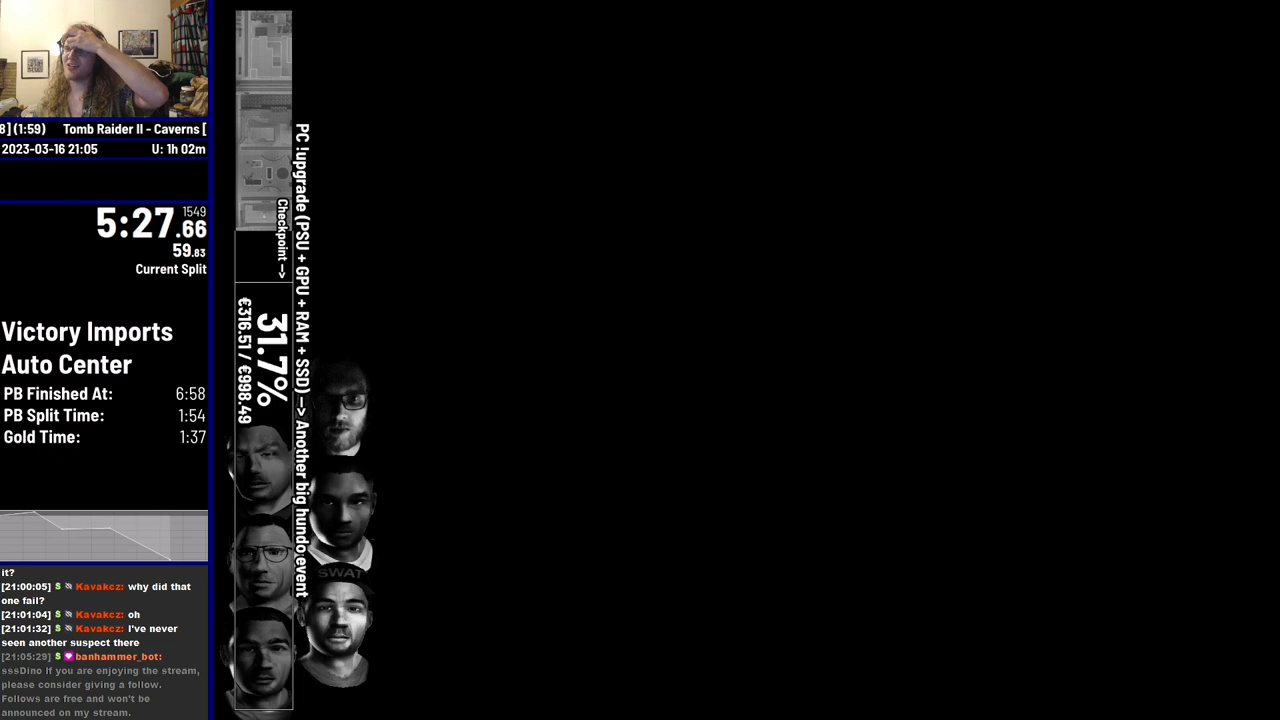 8] (1:59) Tomb Raider II - Caverns [
2023-03-16 21:05 U: 1h 02m
5:27.66
1549
59.83
Current Split
Victory Imports
Auto Center
PB Finished At: 6:58
PB Split Time: 1:54
Gold Time: 1:37
it?
[21:00:05] S Kavakcz: why did that
one fail?
[21:01:04] S Kavakcz: oh
[21:01:32] S Kavakcz: I've never
seen another suspect there
[21:05:29] S banhammer_bot:
sssDino If you are enjoying the stream,
please consider giving a follow.
Follows are free and won't be
announced on my stream.
PC !upgrade (PSU + GPU + RAM + SSD) —> Another big hundo event
Checkpoint —>
31.7%
€316.51 / €998.49
SWAT